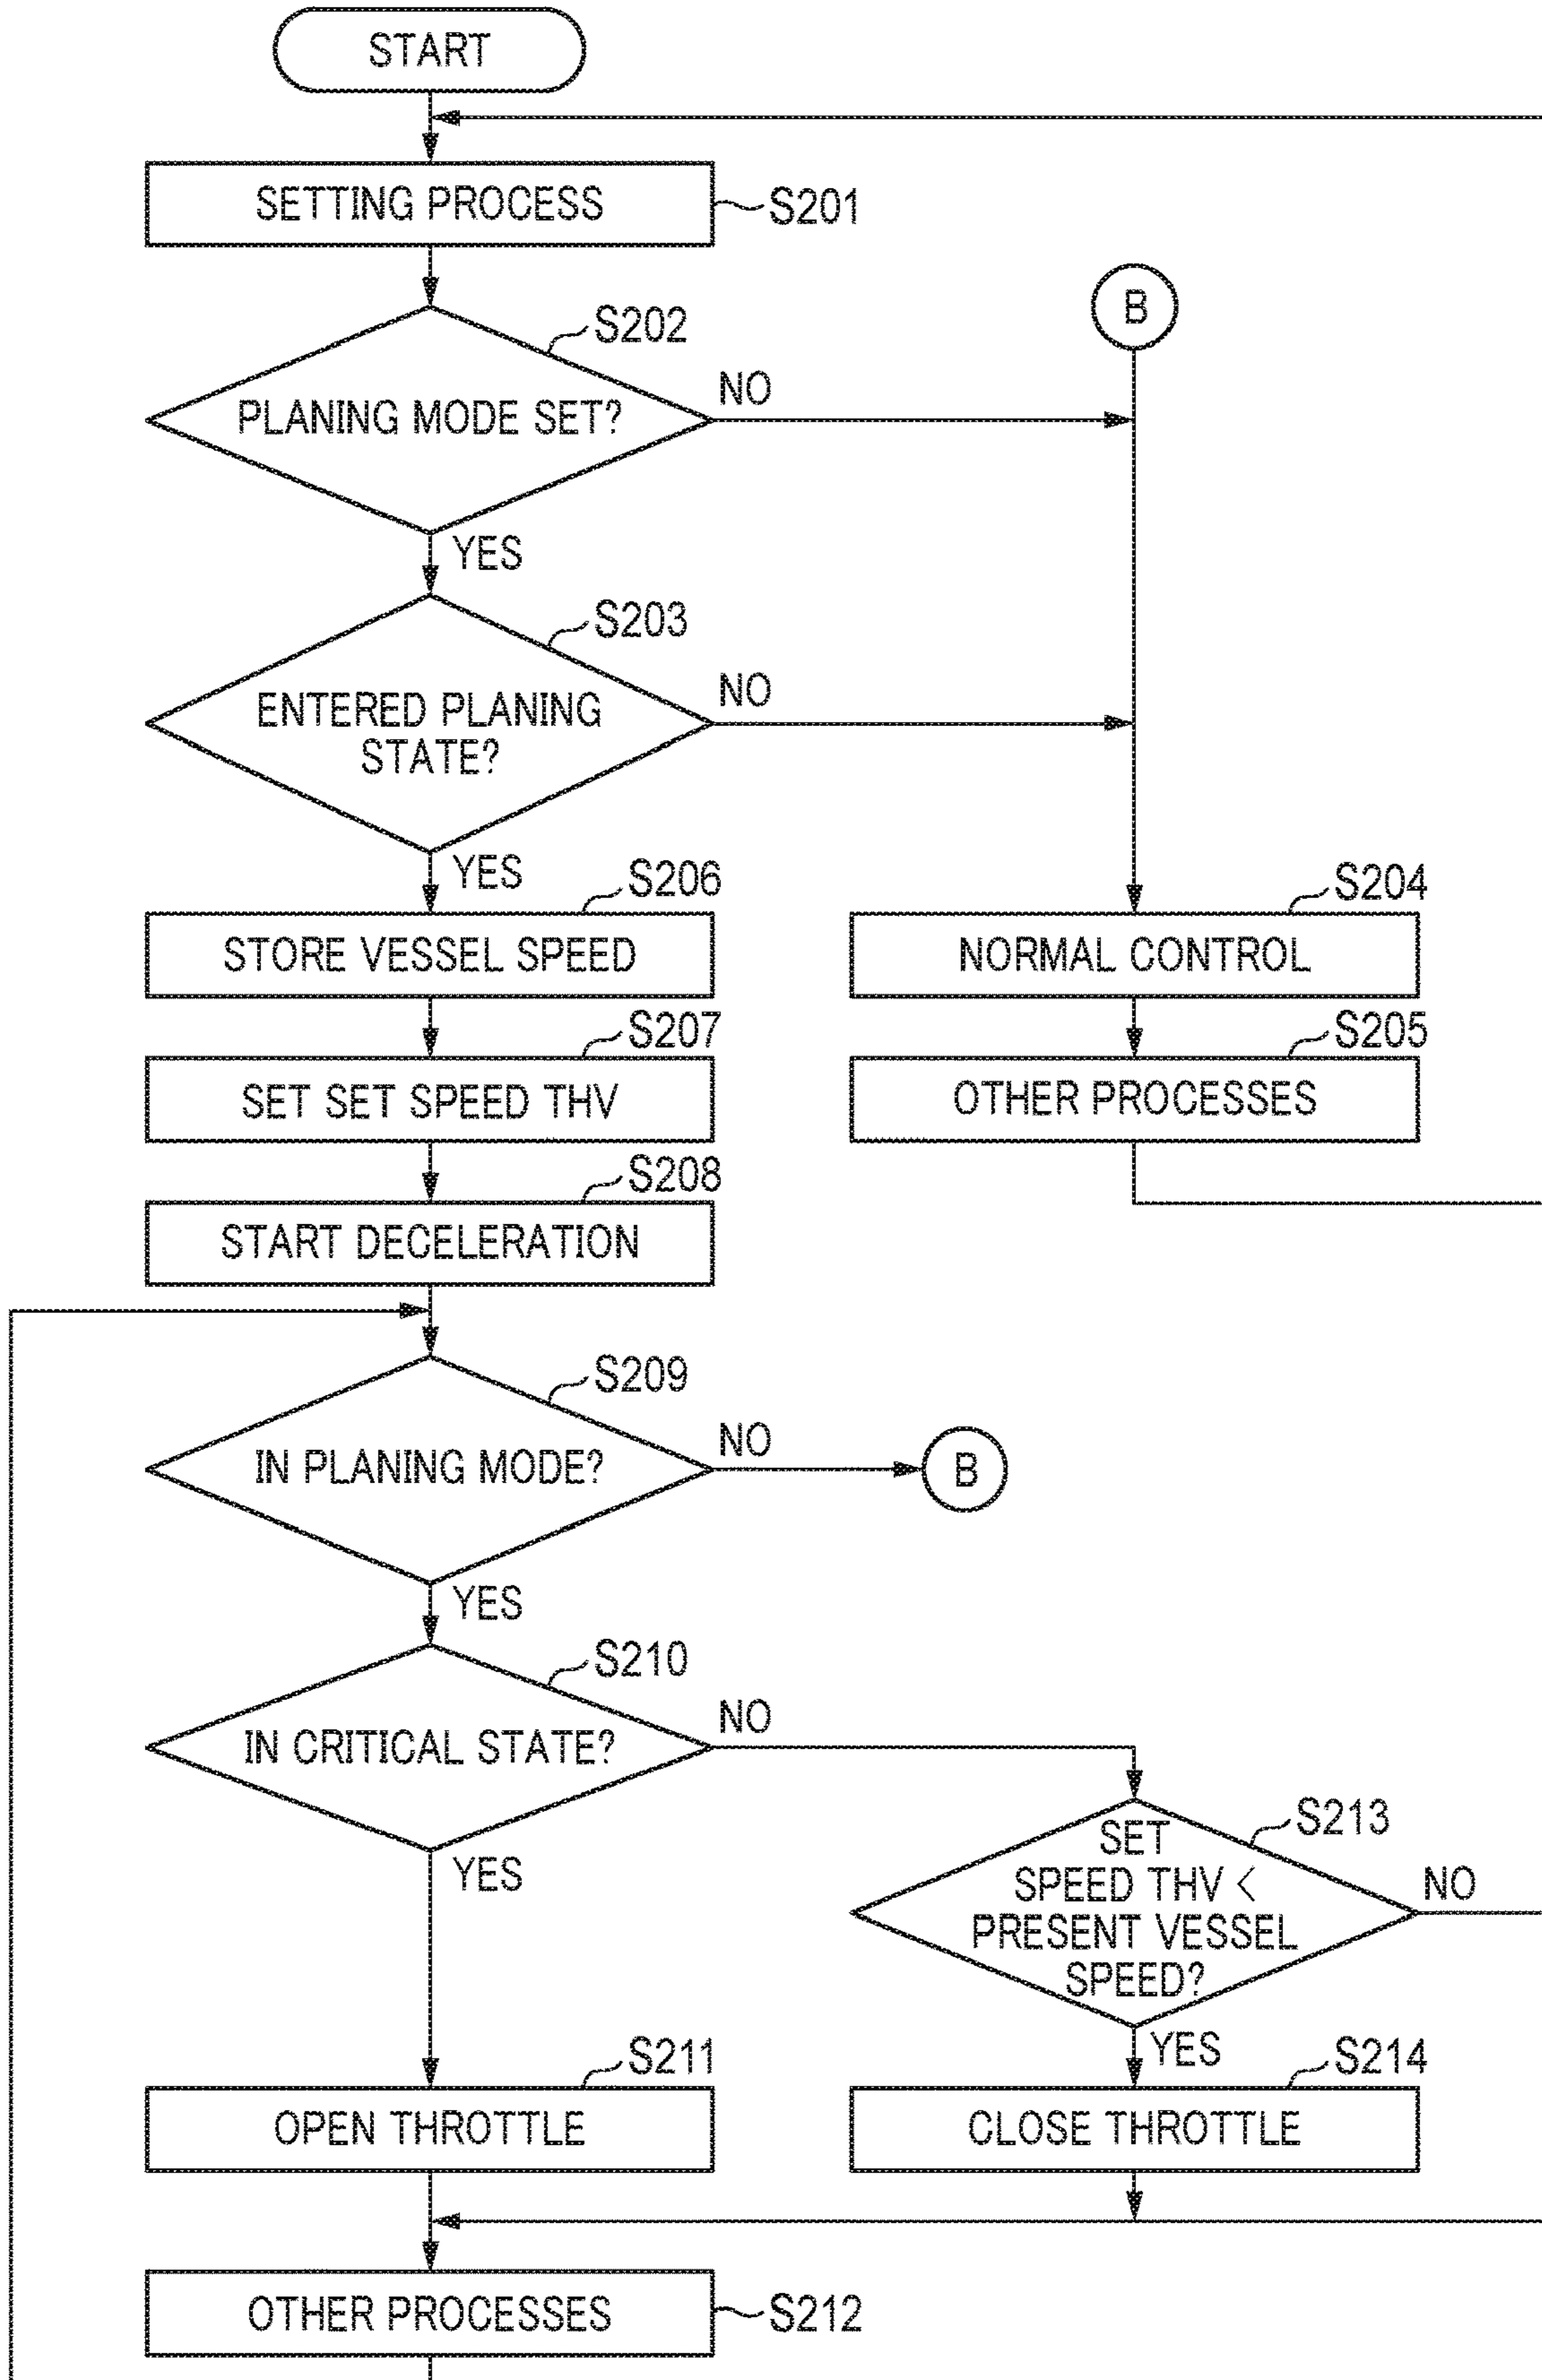 START
SETTING PROCESS
S201
B
S202
PLANING MODE SET?
NO
YES
S203
ENTERED PLANING
STATE?
NO
YES
S206
STORE VESSEL SPEED
S204
NORMAL CONTROL
S207
SET SET SPEED THV
S205
OTHER PROCESSES
S208
START DECELERATION
S209
IN PLANING MODE?
NO
B
YES
S210
IN CRITICAL STATE?
NO
YES
S213
SET
SPEED THV <
PRESENT VESSEL
SPEED?
NO
YES
S211
OPEN THROTTLE
S214
CLOSE THROTTLE
OTHER PROCESSES
S212